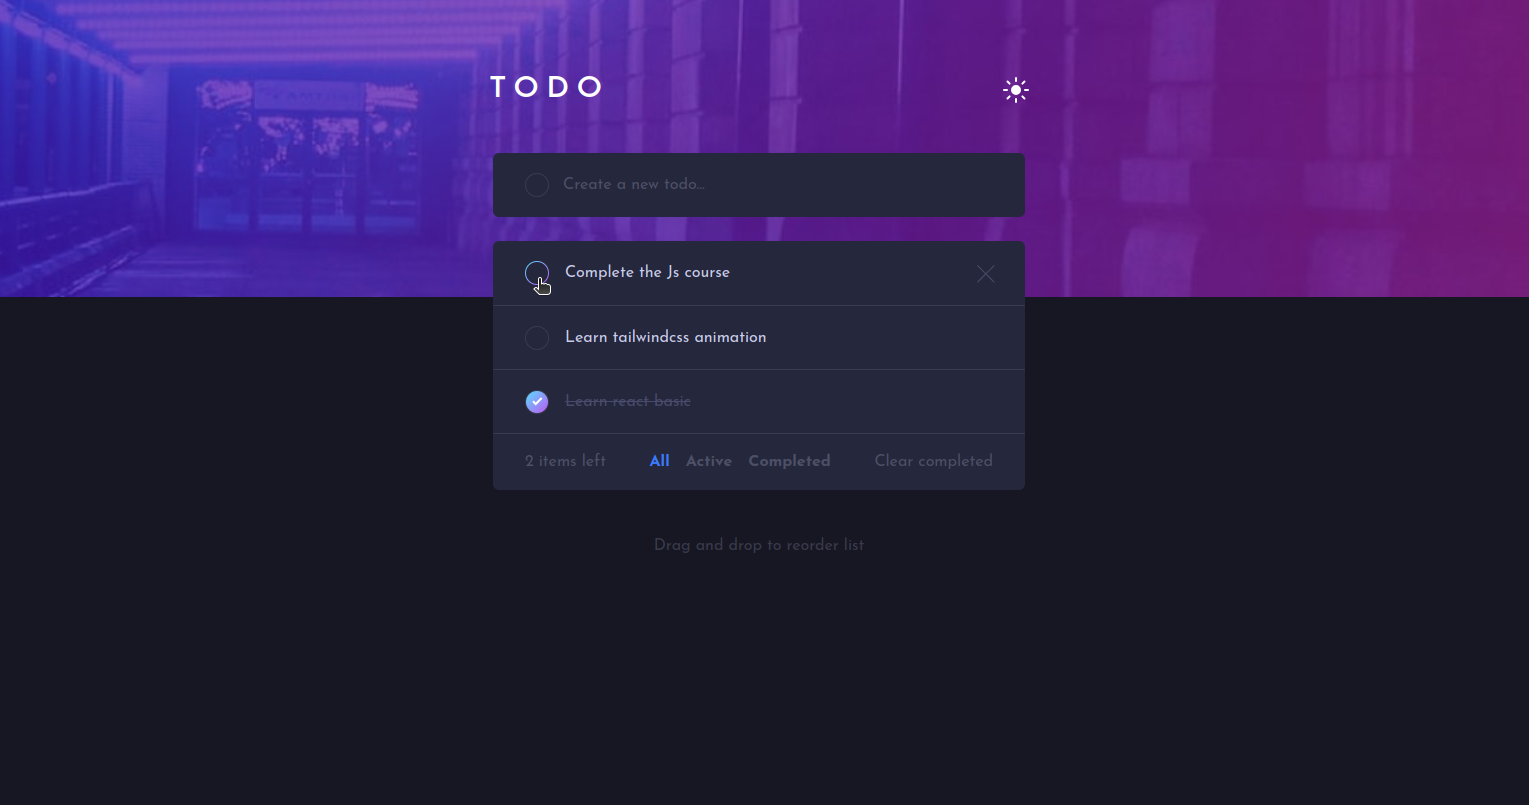 TODO
Create a new todo...
Complete the Js course
Learn tailwindcss animation
Learn react basic
2 items left All Active Completed Clear completed
Drag and drop to reorder list